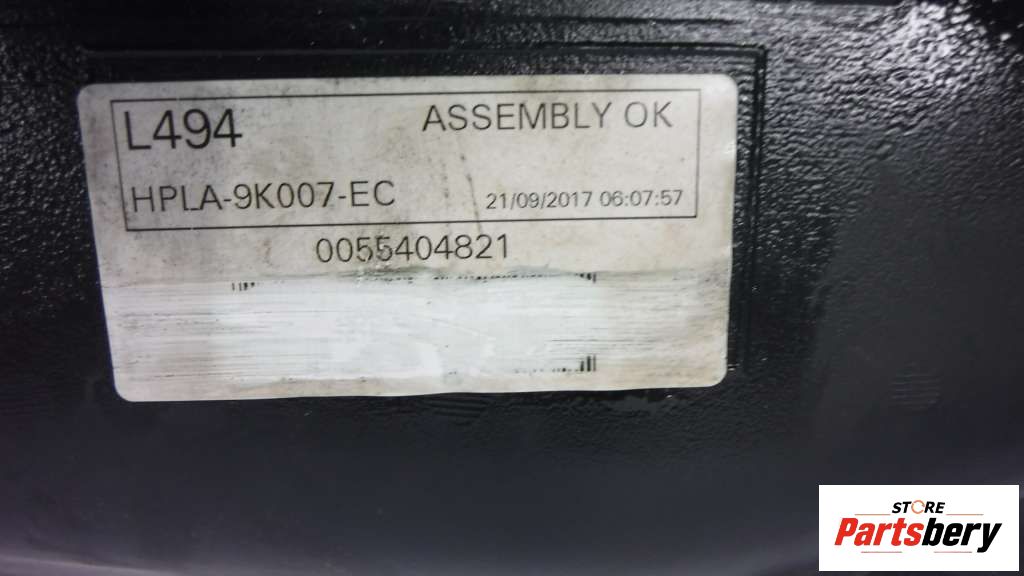 L494 ASSEMBLY OK
HPLA-9K007-EC 21/09/2017 06:07:57
0055404821
STORE
Partsbery